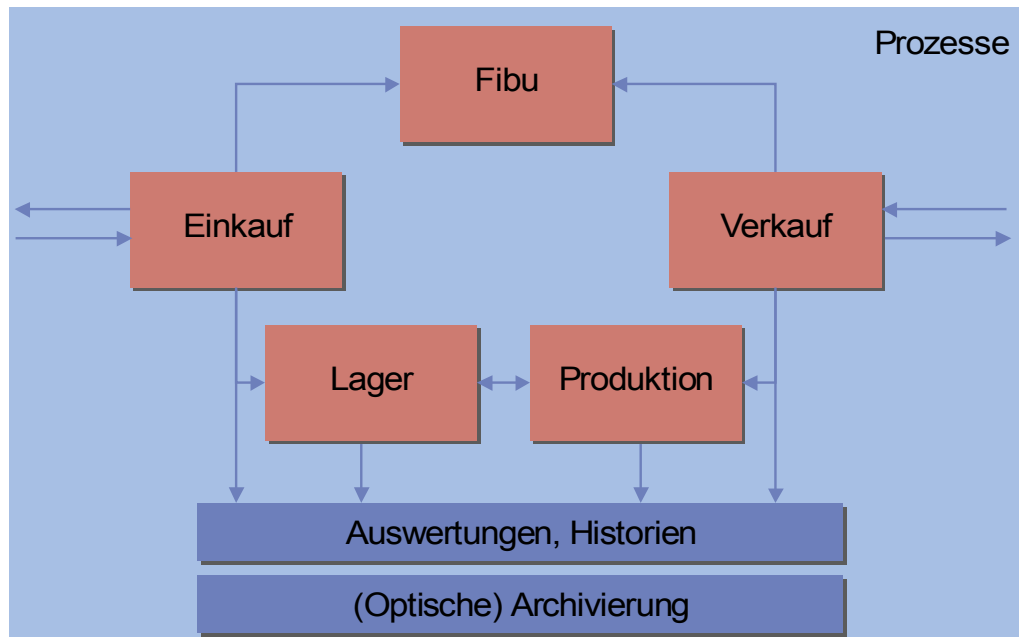 Prozesse
Fibu
Einkauf
Verkauf
Lager
Produktion
Auswertungen, Historien
(Optische) Archivierung